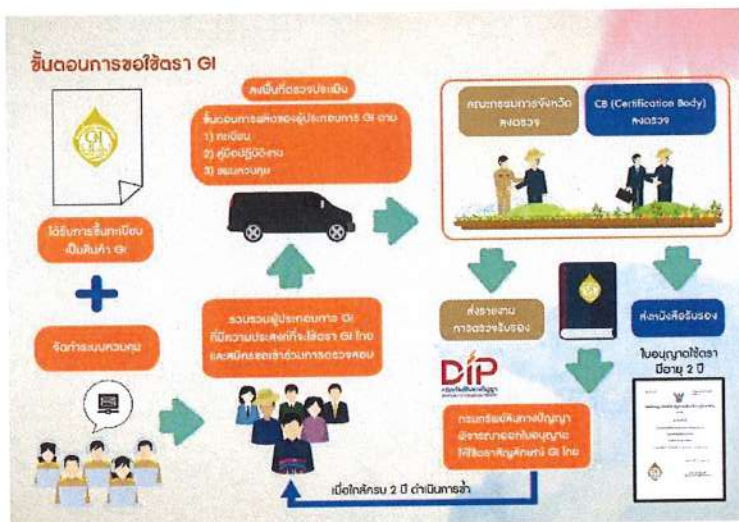 ขั้นตอนการขอใช้ตรา GI
ได้รับการขึ้นทะเบียน
เป็นสินค้า GI
จัดทำระบบควบคุม
ลงพื้นที่ตรวจประเมิน
ขั้นตอนการผลิตของผู้ประกอบการ GI ตาม
1) ทะเบียน
2) คู่มือปฏิบัติงาน
3) แผนควบคุม
รวบรวมผู้ประกอบการ GI
ที่มีความประสงค์ที่จะใช้ตรา GI ไทย
และสมัครขอเข้าร่วมการตรวจสอบ
คณะกรรมการจังหวัด
ลงตรวจ
CB (Certification Body)
ลงตรวจ
ส่งรายงาน
การตรวจรับรอง
ส่งหนังสือรับรอง
DiP
กรมทรัพย์สินทางปัญญา
กรมทรัพย์สินทางปัญญา
พิจารณาออกใบอนุญาต
ให้ใช้ตราสัญลักษณ์ GI ไทย
ใบอนุญาตใช้ตรา
มีอายุ 2 ปี
เมื่อใกล้ครบ 2 ปี ดำเนินการซ้ำ